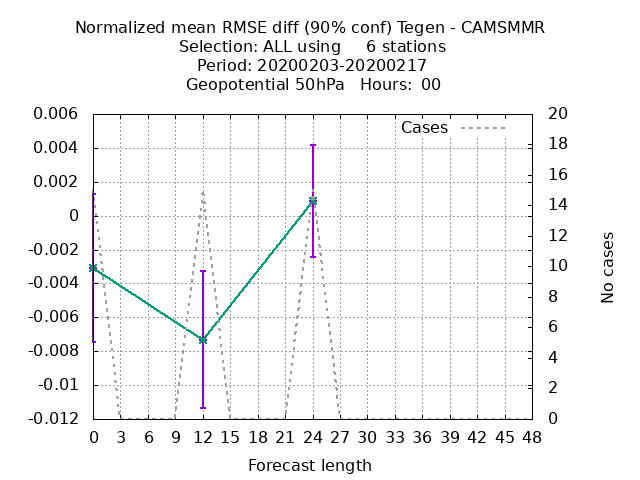 Normalized mean RMSE diff (90% conf) Tegen - CAMSMMR
Selection: ALL using     6 stations
Period: 20200203-20200217
Geopotential 50hPa   Hours:  00
Cases
0.006
0.004
0.002
0
-0.002
-0.004
-0.006
-0.008
-0.01
-0.012
20
18
16
14
12
10
8
6
4
2
0
No cases
0 3 6 9 12 15 18 21 24 27 30 33 36 39 42 45 48
Forecast length